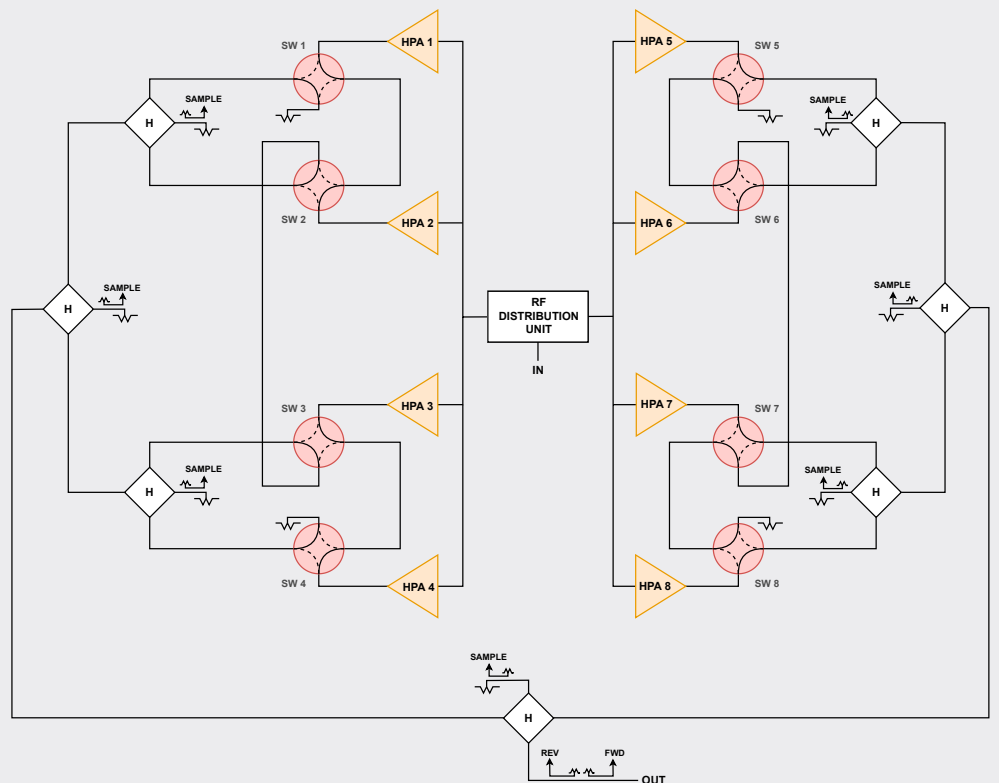 SW 1
HPA 1
HPA 5
SW 5
SAMPLE
H
SAMPLE
H
SW 2
HPA 2
HPA 6
SW 6
SAMPLE
H
RF
DISTRIBUTION
UNIT
IN
SAMPLE
H
SW 3
HPA 3
HPA 7
SW 7
SAMPLE
H
SAMPLE
H
SW 4
HPA 4
HPA 8
SW 8
SAMPLE
H
REV
FWD
OUT